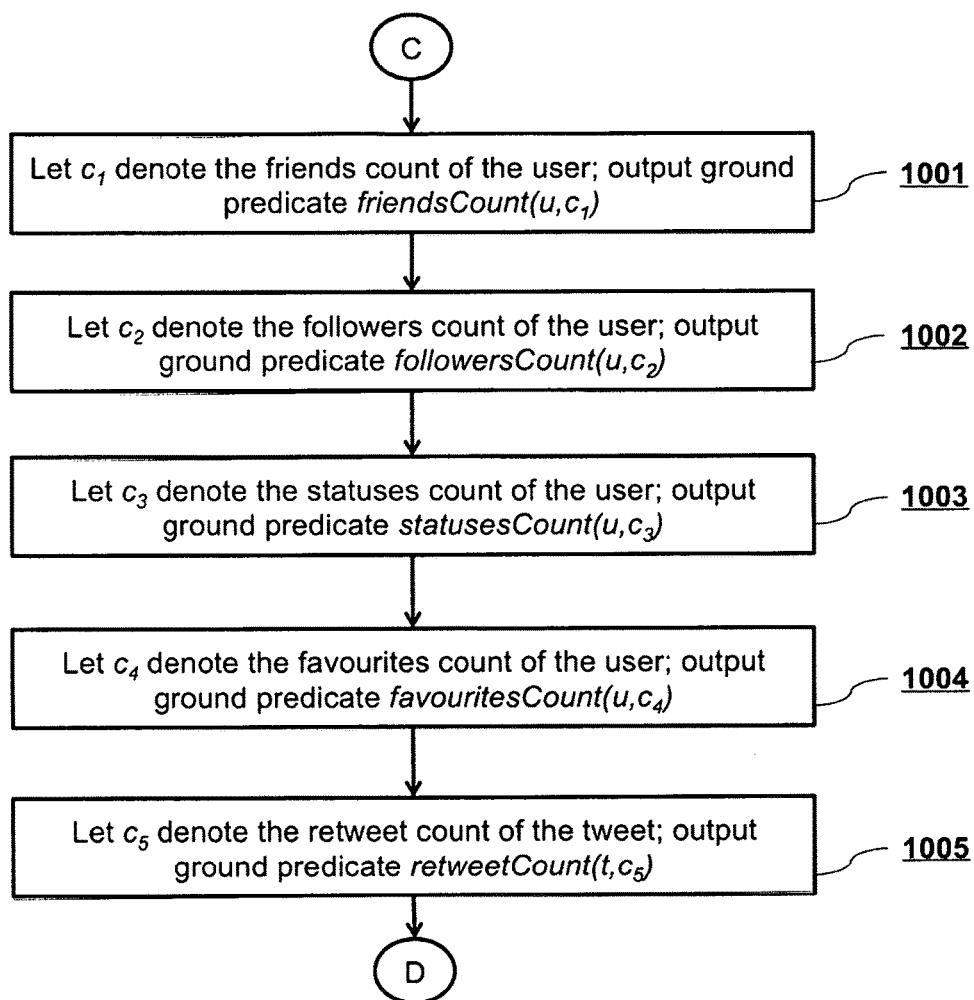 C
Let c₁ denote the friends count of the user; output ground
predicate friendsCount(u,c₁)
1001
Let c₂ denote the followers count of the user; output
ground predicate followersCount(u,c₂)
1002
Let c₃ denote the statuses count of the user; output
ground predicate statusesCount(u,c₃)
1003
Let c₄ denote the favourites count of the user; output
ground predicate favouritesCount(u,c₄)
1004
Let c₅ denote the retweet count of the tweet; output
ground predicate retweetCount(t,c₅)
1005
D